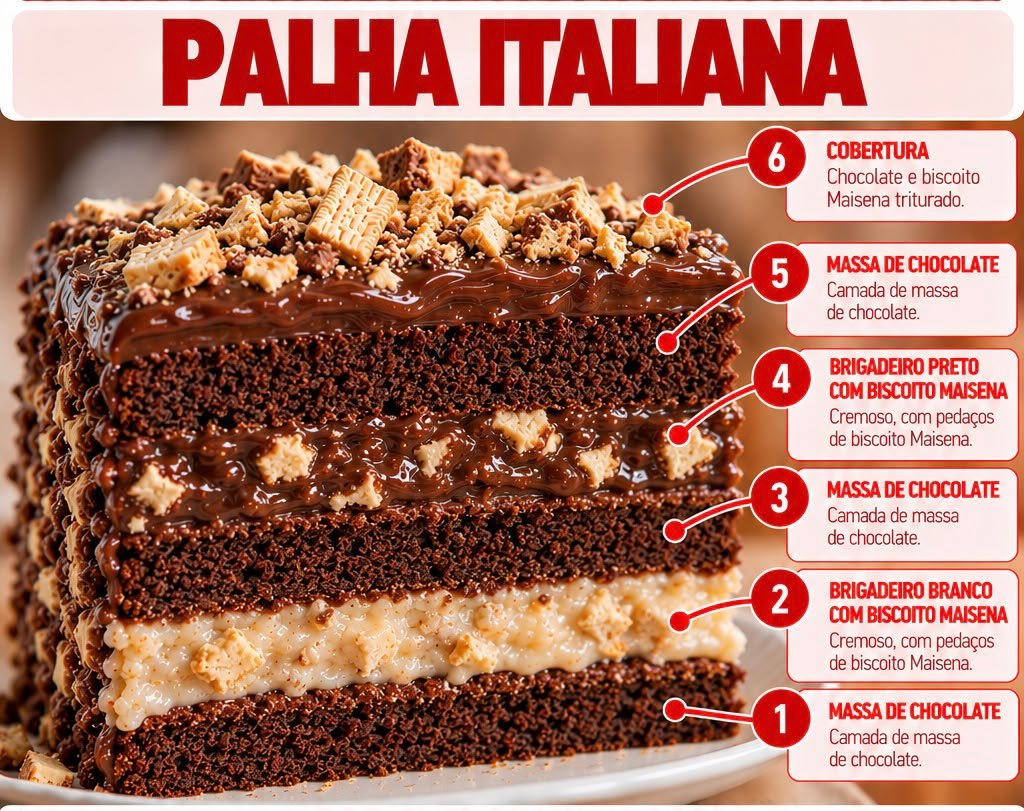 PALHA ITALIANA
6
COBERTURA
Chocolate e biscoito
Maisena triturado.
5
MASSA DE CHOCOLATE
Camada de massa
de chocolate.
4
BRIGADEIRO PRETO
COM BISCOITO MAISENA
Cremoso, com pedaços
de biscoito Maisena.
3
MASSA DE CHOCOLATE
Camada de massa
de chocolate.
2
BRIGADEIRO BRANCO
COM BISCOITO MAISENA
Cremoso, com pedaços
de biscoito Maisena.
1
MASSA DE CHOCOLATE
Camada de massa
de chocolate.